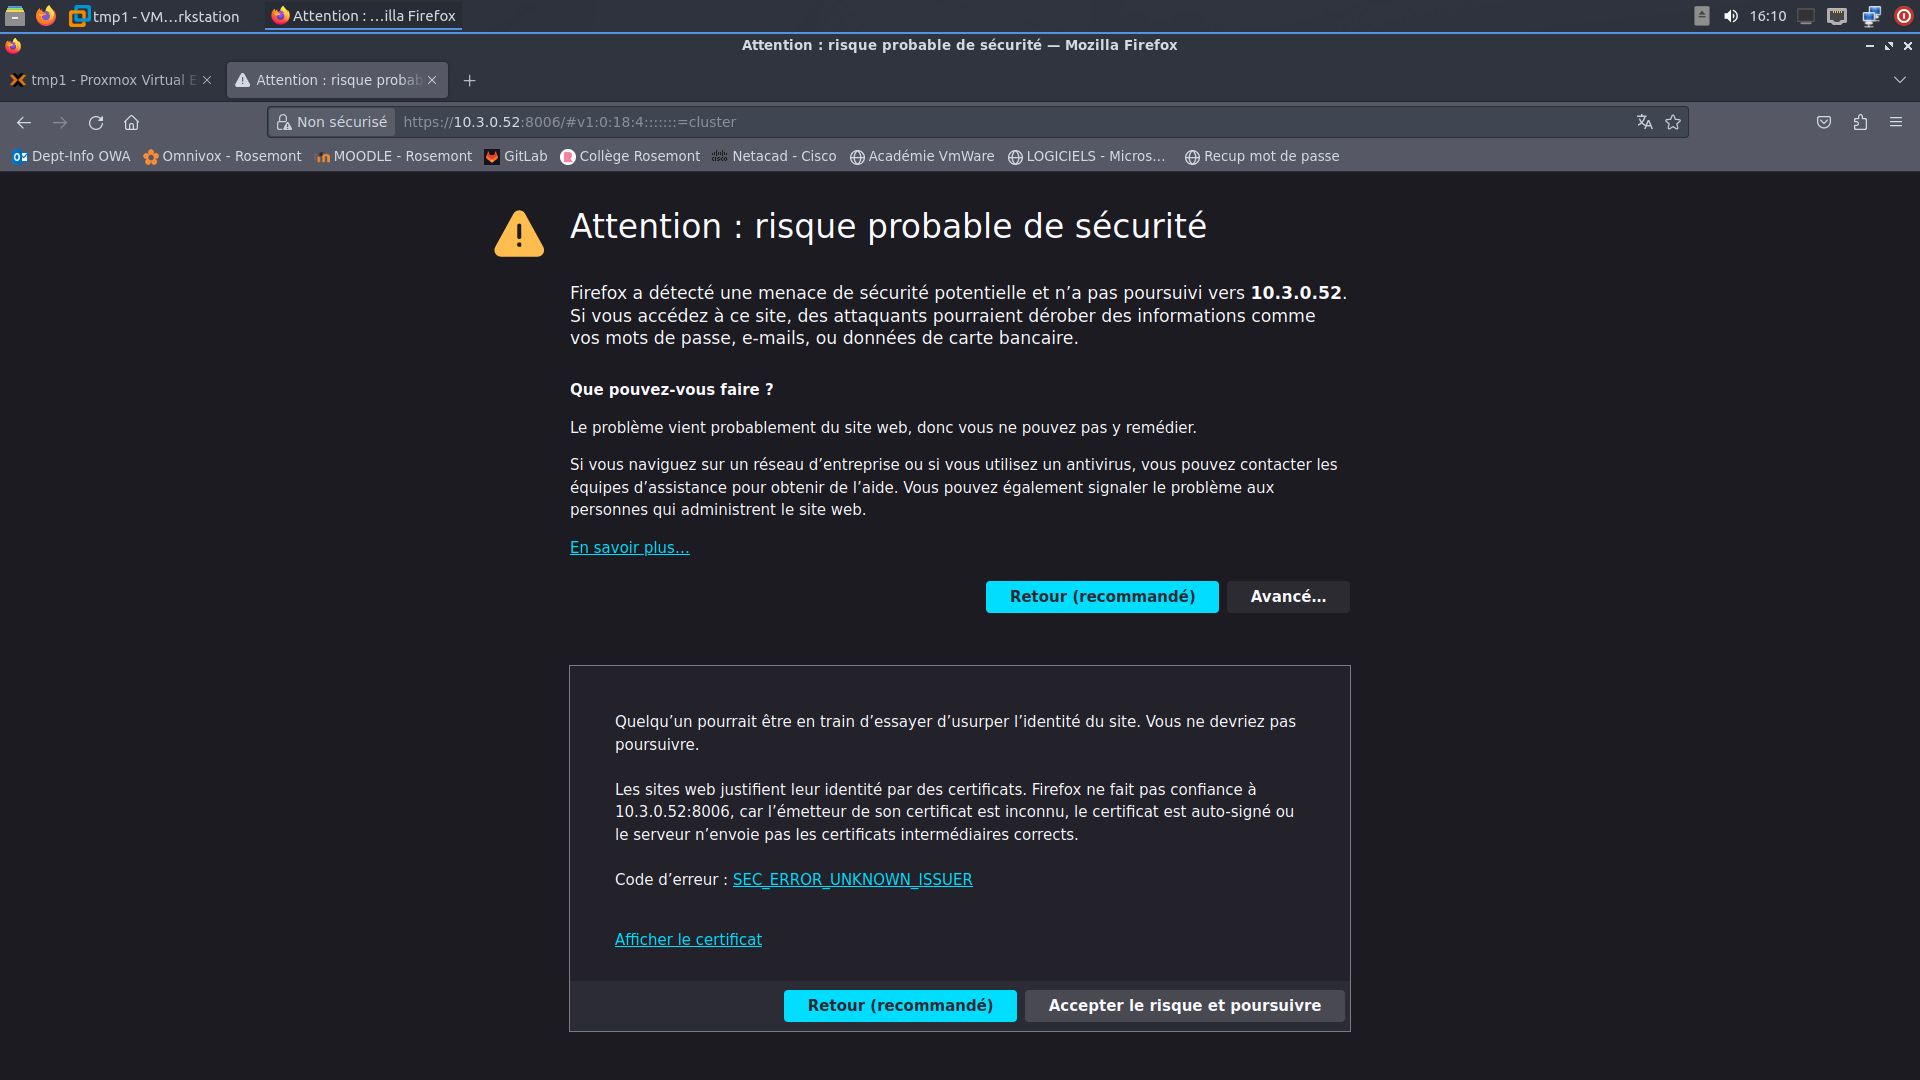 tmp1 - VM...rkstation
Attention : ...illa Firefox
16:10
Attention : risque probable de sécurité — Mozilla Firefox
tmp1 - Proxmox Virtual E
Attention : risque probab
Non sécurisé
https://10.3.0.52:8006/#v1:0:18:4:::::::=cluster
Dept-Info OWA
Omnivox - Rosemont
MOODLE - Rosemont
GitLab
Collège Rosemont
Netacad - Cisco
Académie VmWare
LOGICIELS - Micros...
Recup mot de passe
Attention : risque probable de sécurité
Firefox a détecté une menace de sécurité potentielle et n’a pas poursuivi vers 10.3.0.52.
Si vous accédez à ce site, des attaquants pourraient dérober des informations comme
vos mots de passe, e-mails, ou données de carte bancaire.
Que pouvez-vous faire ?
Le problème vient probablement du site web, donc vous ne pouvez pas y remédier.
Si vous naviguez sur un réseau d’entreprise ou si vous utilisez un antivirus, vous pouvez contacter les
équipes d’assistance pour obtenir de l’aide. Vous pouvez également signaler le problème aux
personnes qui administrent le site web.
En savoir plus…
Retour (recommandé)
Avancé…
Quelqu’un pourrait être en train d’essayer d’usurper l’identité du site. Vous ne devriez pas
poursuivre.
Les sites web justifient leur identité par des certificats. Firefox ne fait pas confiance à
10.3.0.52:8006, car l’émetteur de son certificat est inconnu, le certificat est auto-signé ou
le serveur n’envoie pas les certificats intermédiaires corrects.
Code d’erreur : SEC_ERROR_UNKNOWN_ISSUER
Afficher le certificat
Retour (recommandé)
Accepter le risque et poursuivre